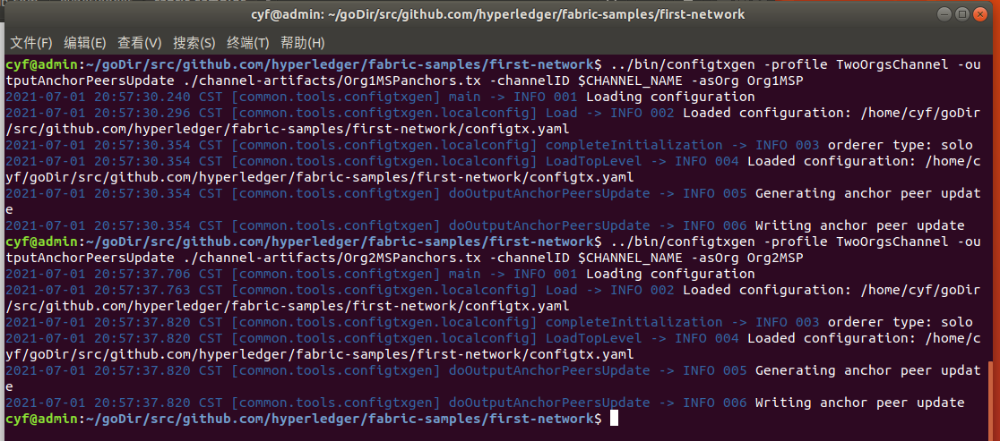 cyf@admin: ~/goDir/src/github.com/hyperledger/fabric-samples/first-network
文件(F) 编辑(E) 查看(V) 搜索(S) 终端(T) 帮助(H)
cyf@admin:~/goDir/src/github.com/hyperledger/fabric-samples/first-network$ ../bin/configtxgen -profile TwoOrgsChannel -ou
tputAnchorPeersUpdate ./channel-artifacts/Org1MSPanchors.tx -channelID $CHANNEL_NAME -asOrg Org1MSP
2021-07-01 20:57:30.240 CST [common.tools.configtxgen] main -> INFO 001 Loading configuration
2021-07-01 20:57:30.296 CST [common.tools.configtxgen.localconfig] Load -> INFO 002 Loaded configuration: /home/cyf/goDir
/src/github.com/hyperledger/fabric-samples/first-network/configtx.yaml
2021-07-01 20:57:30.354 CST [common.tools.configtxgen.localconfig] completeInitialization -> INFO 003 orderer type: solo
2021-07-01 20:57:30.354 CST [common.tools.configtxgen.localconfig] LoadTopLevel -> INFO 004 Loaded configuration: /home/c
yf/goDir/src/github.com/hyperledger/fabric-samples/first-network/configtx.yaml
2021-07-01 20:57:30.354 CST [common.tools.configtxgen] doOutputAnchorPeersUpdate -> INFO 005 Generating anchor peer updat
e
2021-07-01 20:57:30.354 CST [common.tools.configtxgen] doOutputAnchorPeersUpdate -> INFO 006 Writing anchor peer update
cyf@admin:~/goDir/src/github.com/hyperledger/fabric-samples/first-network$ ../bin/configtxgen -profile TwoOrgsChannel -ou
tputAnchorPeersUpdate ./channel-artifacts/Org2MSPanchors.tx -channelID $CHANNEL_NAME -asOrg Org2MSP
2021-07-01 20:57:37.706 CST [common.tools.configtxgen] main -> INFO 001 Loading configuration
2021-07-01 20:57:37.763 CST [common.tools.configtxgen.localconfig] Load -> INFO 002 Loaded configuration: /home/cyf/goDir
/src/github.com/hyperledger/fabric-samples/first-network/configtx.yaml
2021-07-01 20:57:37.820 CST [common.tools.configtxgen.localconfig] completeInitialization -> INFO 003 orderer type: solo
2021-07-01 20:57:37.820 CST [common.tools.configtxgen.localconfig] LoadTopLevel -> INFO 004 Loaded configuration: /home/c
yf/goDir/src/github.com/hyperledger/fabric-samples/first-network/configtx.yaml
2021-07-01 20:57:37.820 CST [common.tools.configtxgen] doOutputAnchorPeersUpdate -> INFO 005 Generating anchor peer updat
e
2021-07-01 20:57:37.820 CST [common.tools.configtxgen] doOutputAnchorPeersUpdate -> INFO 006 Writing anchor peer update
cyf@admin:~/goDir/src/github.com/hyperledger/fabric-samples/first-network$